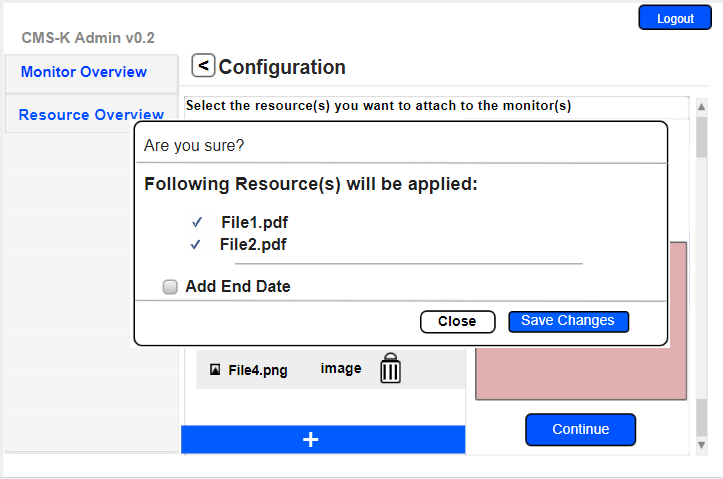 Logout
CMS-K Admin v0.2
Monitor Overview
< Configuration
Resource Overview
Select the resource(s) you want to attach to the monitor(s)
Are you sure?
Following Resource(s) will be applied:
File1.pdf
File2.pdf
Add End Date
Close
Save Changes
File4.png image
Continue
+